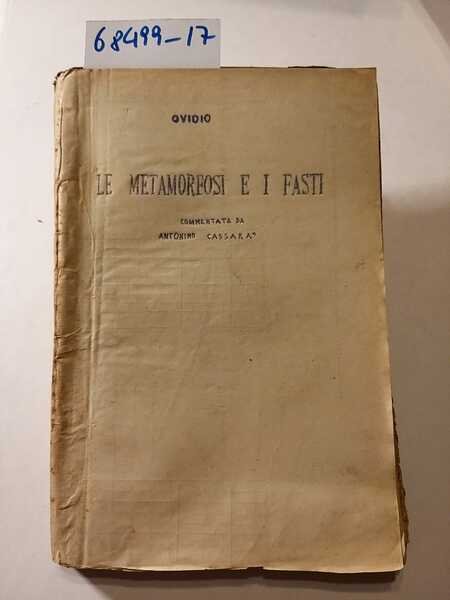 68499-17
OVIDIO
LE METAMORFOSI E I FASTI
COMMENTATA DA
ANTONINO CASSARA'